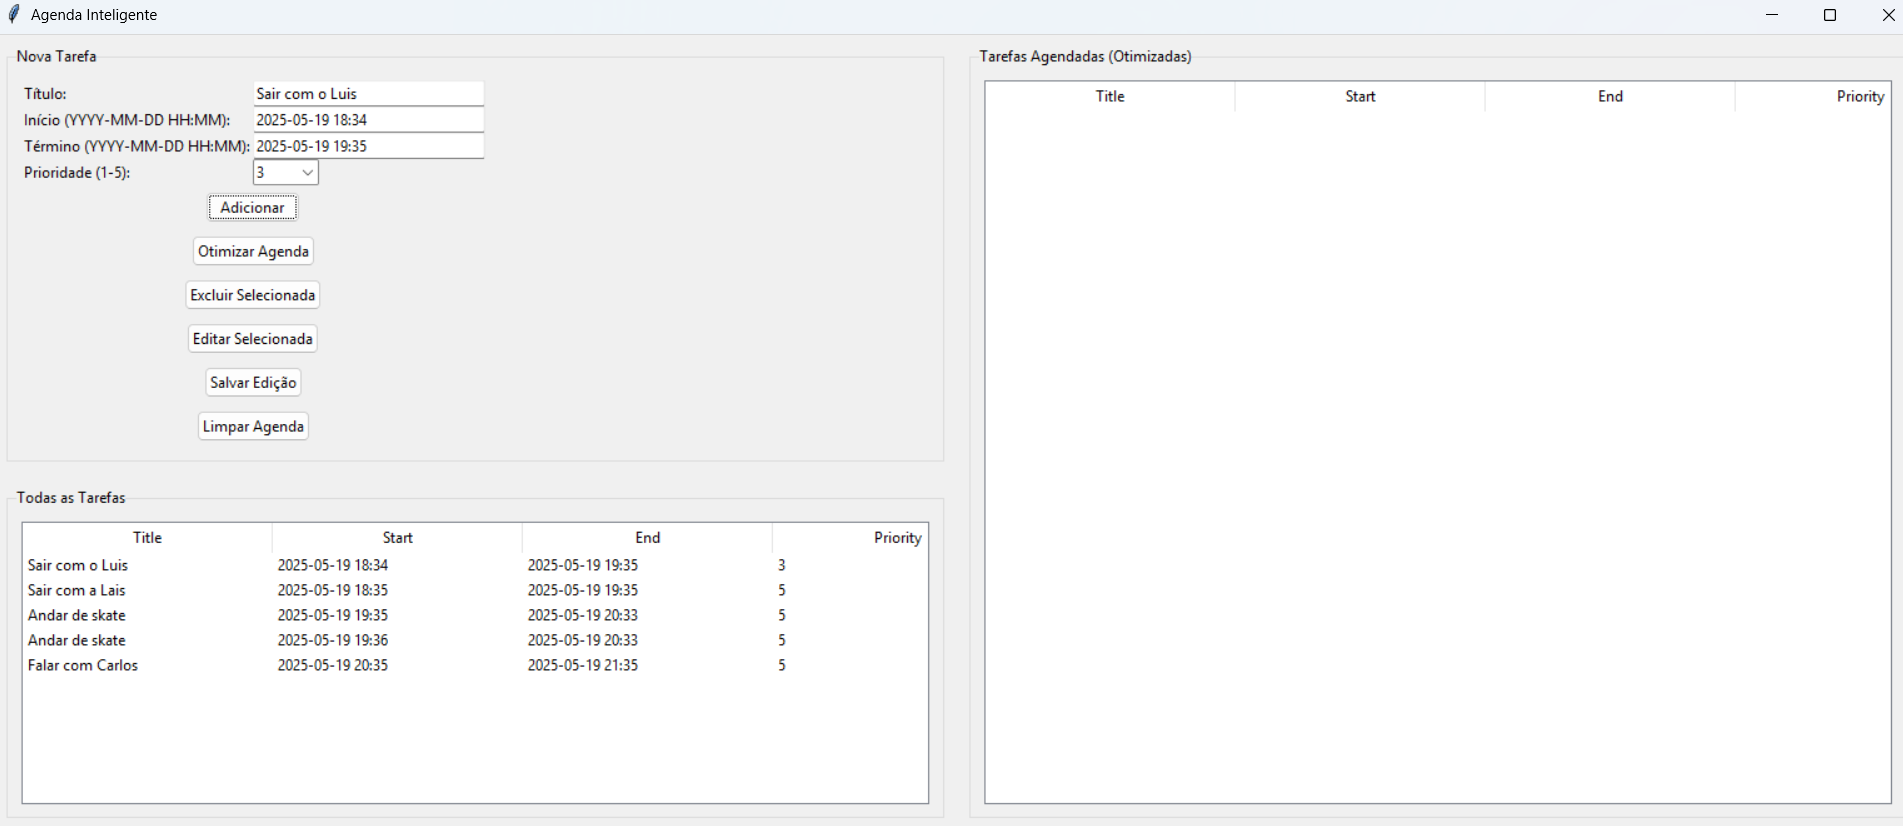 Agenda Inteligente
Nova Tarefa
Título: Sair com o Luis
Início (YYYY-MM-DD HH:MM): 2025-05-19 18:34
Término (YYYY-MM-DD HH:MM): 2025-05-19 19:35
Prioridade (1-5): 3
Adicionar
Otimizar Agenda
Excluir Selecionada
Editar Selecionada
Salvar Edição
Limpar Agenda
Todas as Tarefas
Title Start End Priority
Sair com o Luis 2025-05-19 18:34 2025-05-19 19:35 3
Sair com a Lais 2025-05-19 18:35 2025-05-19 19:35 5
Andar de skate 2025-05-19 19:35 2025-05-19 20:33 5
Andar de skate 2025-05-19 19:36 2025-05-19 20:33 5
Falar com Carlos 2025-05-19 20:35 2025-05-19 21:35 5
Tarefas Agendadas (Otimizadas)
Title Start End Priority